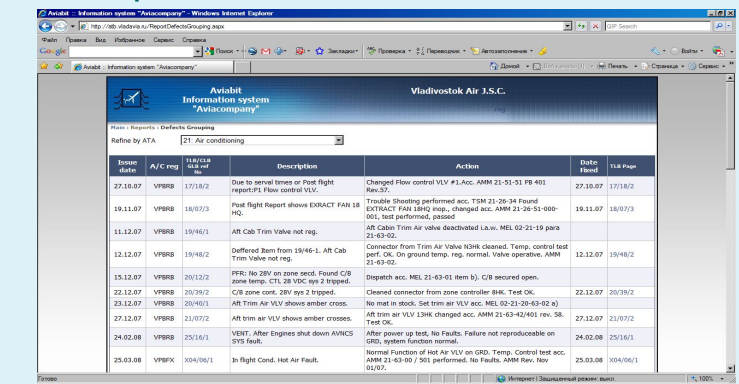 Aviabit :: Information system "Aviacompany" - Windows Internet Explorer
http://stb.vladavia.ru/ReportDefectsGrouping.aspx
QIP Search
Файл Правка Вид Избранное Сервис Справка
Google
Поиск
Закладки
Проверка
Переводчик
Автозаполнение
Войти
Aviabit :: Information system "Aviacom...
Домой
Печать
Страница
Сервис
Aviabit
Information system
"Aviacompany"
Vladivostok Air J.S.C.
reg
Main : Reports : Defects Grouping
Refine by ATA 21: Air conditioning
Issue date A/C reg TLB/CLB GLB ref No Description Action Date fixed TLB Page
27.10.07 VPBRB 17/18/2 Due to serval times or Post flight report:P1 Flow control VLV. Changed Flow control VLV #1.Acc. AMM 21-51-51 PB 401 Rev.57. 27.10.07 17/18/2
19.11.07 VPBRB 18/07/3 Post flight Report shows EXRACT FAN 18 HQ. Trouble Shooting performed acc. TSM 21-26-34 Found EXTRACT FAN 18HQ inop., changed acc. AMM 21-26-51-000-001, test performed, passed 19.11.07 18/07/3
11.12.07 VPBRB 19/46/1 Aft Cab Trim Valve not reg. Aft Cabin Trim Air valve deactivated i.a.w. MEL 02-21-19 para 21-63-02.
12.12.07 VPBRB 19/48/2 Deffered Item from 19/46-1. Aft Cab Trim Valve not reg. Connector from Trim Air Valve N3Hk cleaned. Temp. control test perf. OK. On ground temp. reg. normal. Valve operative. AMM 21-63-02. 12.12.07 19/48/2
15.12.07 VPBRB 20/12/2 PFR: No 28V on zone secd. Found C/B zone temp. CTL 28 VDC sys 2 tripped. Dispatch acc. MEL 21-63-01 item b). C/B secured open.
22.12.07 VPBRB 20/39/2 C/B zone cont. 28V sys 2 tripped. Cleaned connector from zone controller 8HK. Test OK. 22.12.07 20/39/2
23.12.07 VPBRB 20/40/1 Aft Trim Air VLV shows amber cross. No mat in stock. Set trim air VLV acc. MEL 02-21-20-63-02 a)
27.12.07 VPBRB 21/07/2 Aft trim air VLV shows amber crosses. Aft trim air VLV 13HK changed acc. AMM 21-63-42/401 rev. 58. Test OK. 27.12.07 21/07/2
24.02.08 VPBRB 25/16/1 VENT. After Engines shut down AVNCS SYS fault. After power up test, No Faults. Failure not reproduceable on GRD, system function normal. 24.02.08 25/16/1
25.03.08 VPBFX X04/06/1 In flight Cond. Hot Air Fault. Normal Function of Hot Air VLV on GRD. Temp. Control test acc. AMM 21-63-00 / 501 performed. No Faults. AMM Rev. Nov 01/07. 25.03.08 X04/06/1
Готово
Интернет | Защищенный режим: выкл.
100%